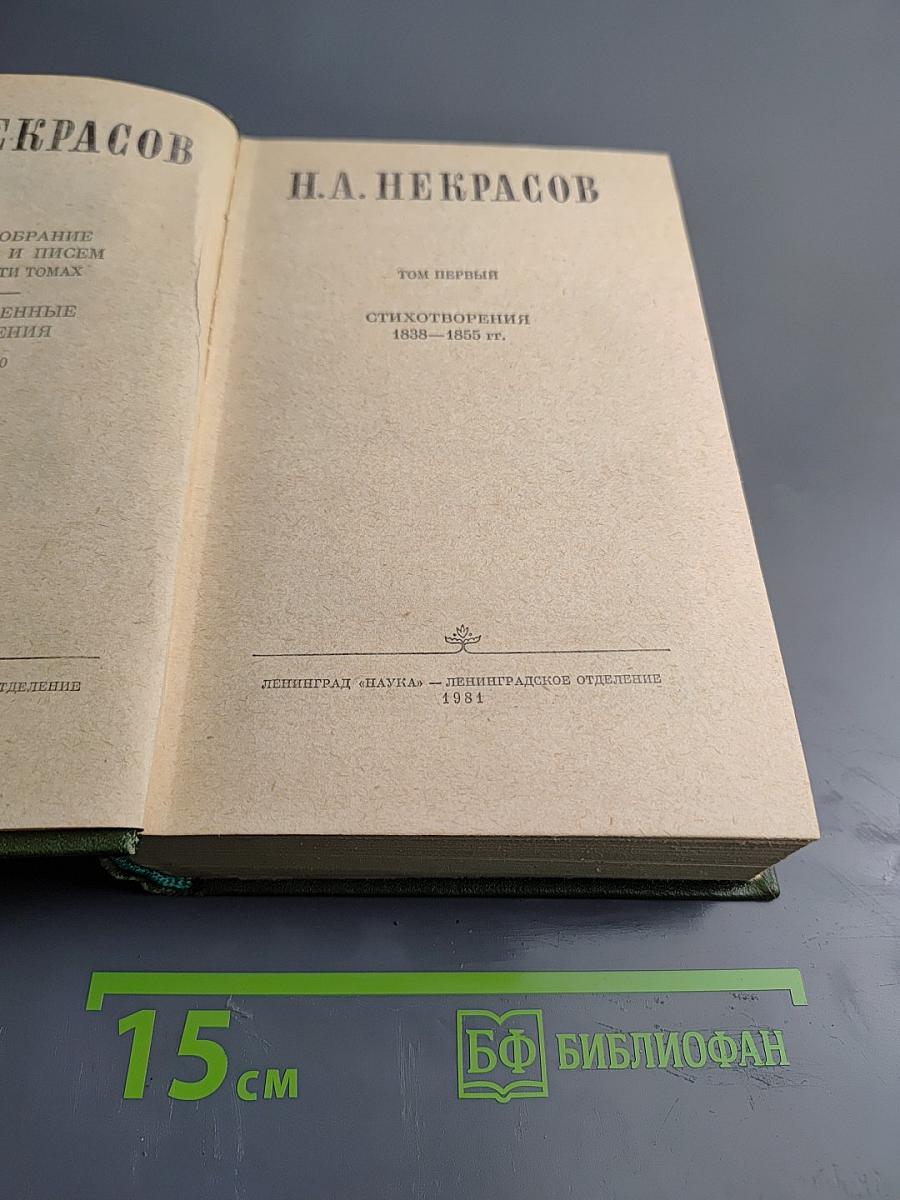 ЕКРАСОВ
ОБРАНИЕ
И ПИСЕМ
ТИ ТОМАХ
ЕННЫЕ
ЕНИЯ
ТДЕЛЕНИЕ
Н.А. НЕКРАСОВ
ТОМ ПЕРВЫЙ
СТИХОТВОРЕНИЯ
1838—1855 гг.
ЛЕНИНГРАД «НАУКА» — ЛЕНИНГРАДСКОЕ ОТДЕЛЕНИЕ
1981
15 см
БФ БИБЛИОФАН